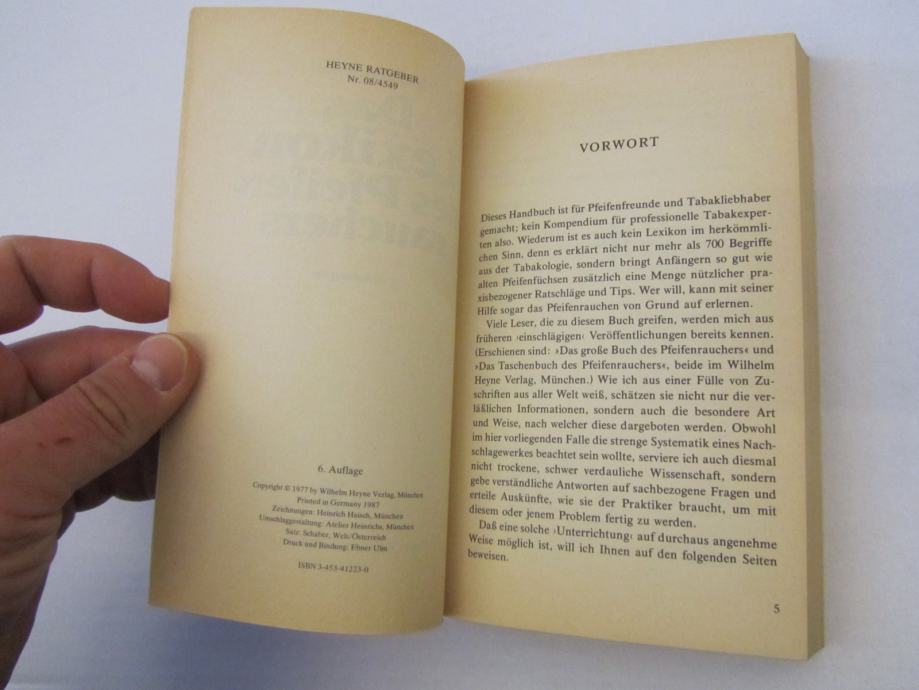 HEYNE RATGEBER
Nr. 08/4549
6. Auflage
Copyright © 1977 by Wilhelm Heyne Verlag, München
Printed in Germany 1987
Zeichnungen: Heinrich Haisch, München
Umschlaggestaltung: Atelier Heinrichs, München
Satz: Schaber, Wels/Österreich
Druck und Bindung: Ebner Ulm
ISBN 3-453-41223-0
VORWORT
Dieses Handbuch ist für Pfeifenfreunde und Tabakliebhaber
gemacht; kein Kompendium für professionelle Tabakexper-
ten also. Wiederum ist es auch kein Lexikon im herkömmli-
chen Sinn, denn es erklärt nicht nur mehr als 700 Begriffe
aus der Tabakologie, sondern bringt Anfängern so gut wie
alten Pfeifenfüchsen zusätzlich eine Menge nützlicher pra-
xisbezogener Ratschläge und Tips. Wer will, kann mit seiner
Hilfe sogar das Pfeifenrauchen von Grund auf erlernen.
Viele Leser, die zu diesem Buch greifen, werden mich aus
früheren ›einschlägigen‹ Veröffentlichungen bereits kennen.
(Erschienen sind: »Das große Buch des Pfeifenrauchers« und
»Das Taschenbuch des Pfeifenrauchers«, beide im Wilhelm
Heyne Verlag, München.) Wie ich aus einer Fülle von Zu-
schriften aus aller Welt weiß, schätzen sie nicht nur die ver-
läßlichen Informationen, sondern auch die besondere Art
und Weise, nach welcher diese dargeboten werden. Obwohl
im hier vorliegenden Falle die strenge Systematik eines Nach-
schlagewerkes beachtet sein wollte, serviere ich auch diesmal
nicht trockene, schwer verdauliche Wissenschaft, sondern
gebe verständliche Antworten auf sachbezogene Fragen und
erteile Auskünfte, wie sie der Praktiker braucht, um mit
diesem oder jenem Problem fertig zu werden.
Daß eine solche ›Unterrichtung‹ auf durchaus angenehme
Weise möglich ist, will ich Ihnen auf den folgenden Seiten
beweisen.
5